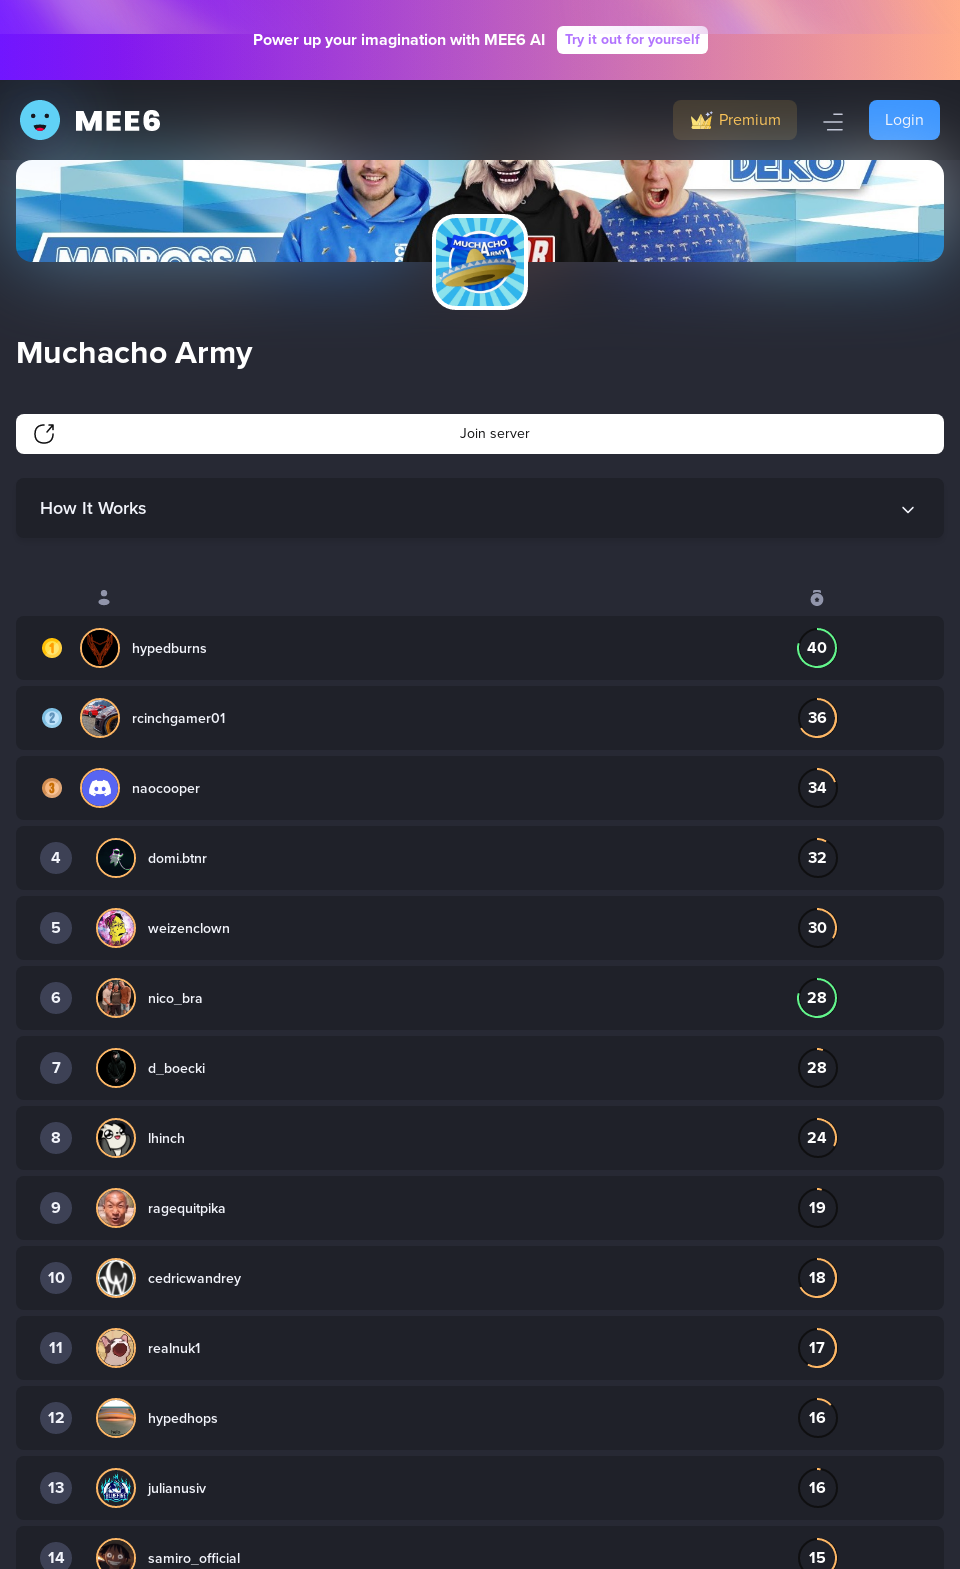 Power up your imagination with MEE6 AI Try it out for yourself
MEE6
Premium
Login
DEKO
MADBOSSA
MUCHACHO
ARMY
Muchacho Army
Join server
How It Works
1 hypedburns 40
2 rcinchgamer01 36
3 naocooper 34
4 domi.btnr 32
5 weizenclown 30
6 nico_bra 28
7 d_boecki 28
8 lhinch 24
9 ragequitpika 19
10 cedricwandrey 18
11 realnuk1 17
12 hypedhops 16
13 julianusiv 16
14 samiro_official 15